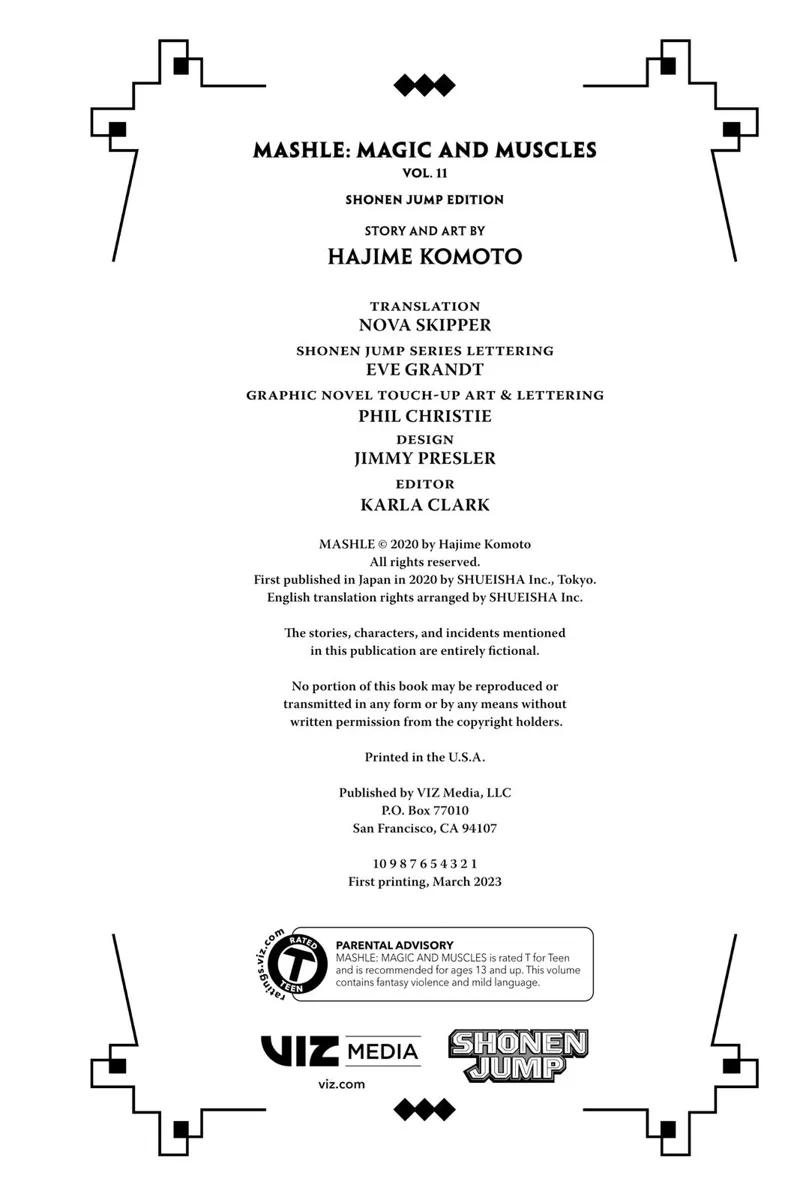 MASHLE: MAGIC AND MUSCLES
VOL. 11
SHONEN JUMP EDITION
STORY AND ART BY
HAJIME KOMOTO
TRANSLATION
NOVA SKIPPER
SHONEN JUMP SERIES LETTERING
EVE GRANDT
GRAPHIC NOVEL TOUCH-UP ART & LETTERING
PHIL CHRISTIE
DESIGN
JIMMY PRESLER
EDITOR
KARLA CLARK
MASHLE © 2020 by Hajime Komoto
All rights reserved.
First published in Japan in 2020 by SHUEISHA Inc., Tokyo.
English translation rights arranged by SHUEISHA Inc.
The stories, characters, and incidents mentioned
in this publication are entirely fictional.
No portion of this book may be reproduced or
transmitted in any form or by any means without
written permission from the copyright holders.
Printed in the U.S.A.
Published by VIZ Media, LLC
P.O. Box 77010
San Francisco, CA 94107
10 9 8 7 6 5 4 3 2 1
First printing, March 2023
ratings.viz.com
RATED
T
TEEN
PARENTAL ADVISORY
MASHLE: MAGIC AND MUSCLES is rated T for Teen
and is recommended for ages 13 and up. This volume
contains fantasy violence and mild language.
VIZ MEDIA
viz.com
SHONEN
JUMP